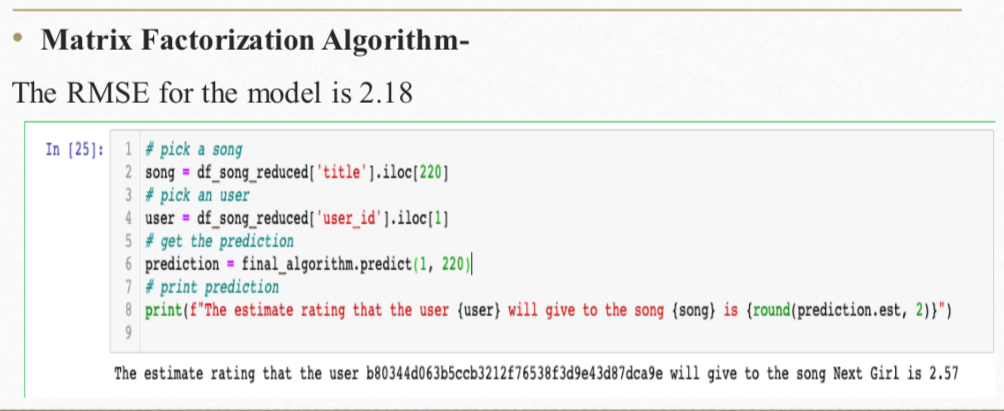 • Matrix Factorization Algorithm-
The RMSE for the model is 2.18
In [25]: 1 # pick a song
2 song = df_song_reduced['title'].iloc[220]
3 # pick an user
4 user = df_song_reduced['user_id'].iloc[1]
5 # get the prediction
6 prediction = final_algorithm.predict(1, 220)
7 # print prediction
8 print(f"The estimate rating that the user {user} will give to the song {song} is {round(prediction.est, 2)}")
9
The estimate rating that the user b80344d063b5ccb3212f76538f3d9e43d87dca9e will give to the song Next Girl is 2.57